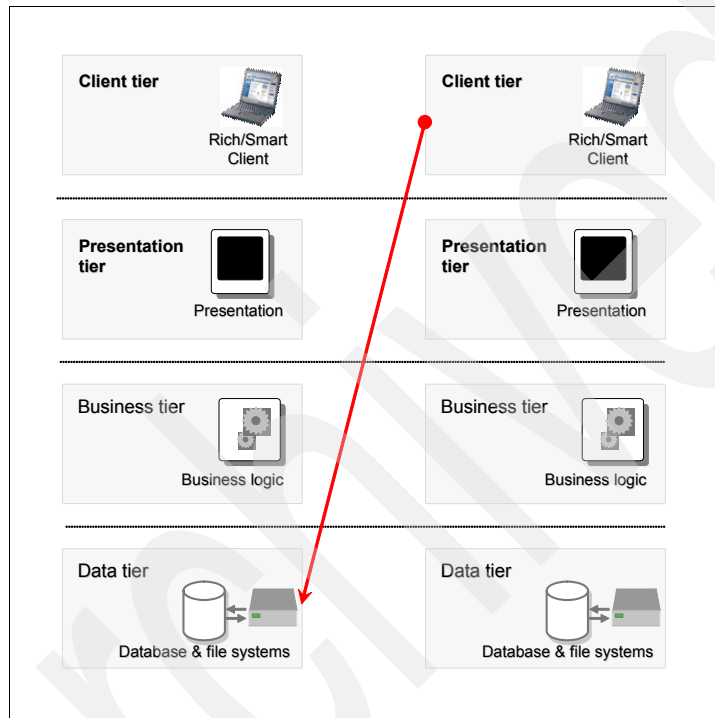 Client tier
Rich/Smart
Client
Client tier
Rich/Smart
Client
Presentation
tier
Presentation
Presentation
tier
Presentation
Business tier
Business logic
Business tier
Business logic
Data tier
Database & file systems
Data tier
Database & file systems